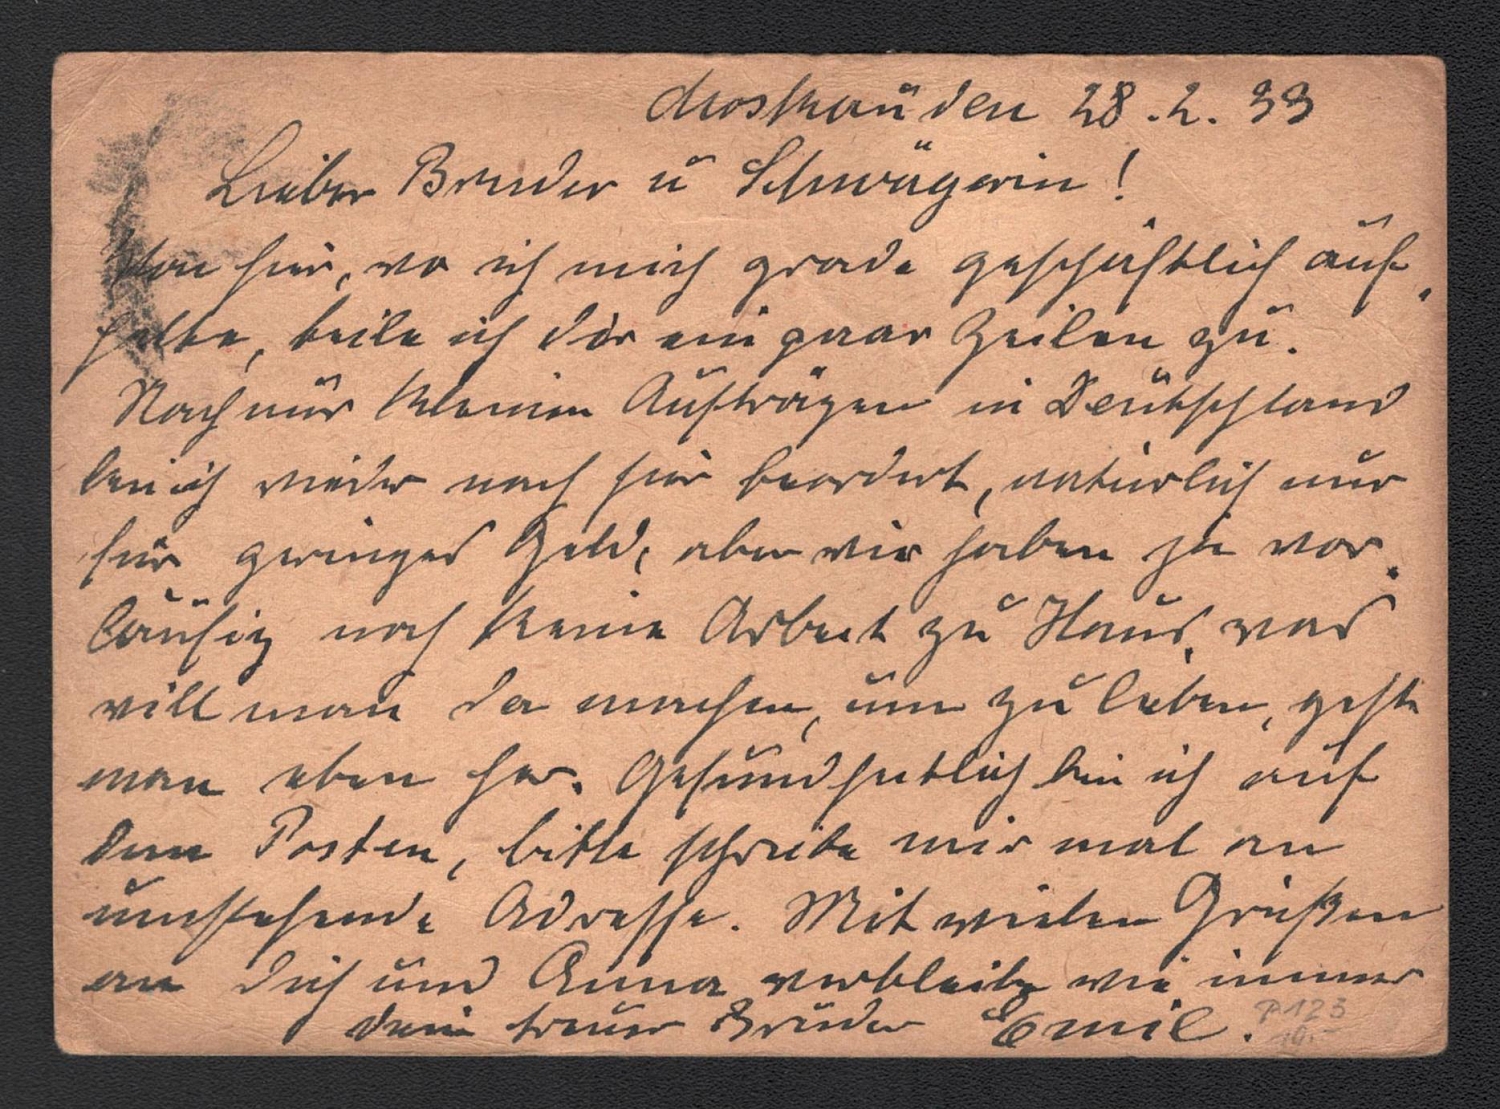 Moskau den 28.2.33
Lieber Bruder u Schwägerin!
Von hier, wo ich mich grade geschäftlich auf-
halte, teile ich dir ein paar Zeilen zu.
Nach nur kleinen Aufträgen in Deutschland
bin ich wieder nach hier beordert, natürlich nur
für geringes Geld, aber wir haben ja vor-
läufig noch keine Arbeit zu Haus, was
will man da machen, um zu leben, geht
man eben her. Gesundheitlich bin ich auf
dem Posten, bitte schreibe mir mal an
umstehende Adresse. Mit vielen Grüßen
an dich und Anna verbleibe wie immer
dein treuer Bruder Emil.
P 123
10.-